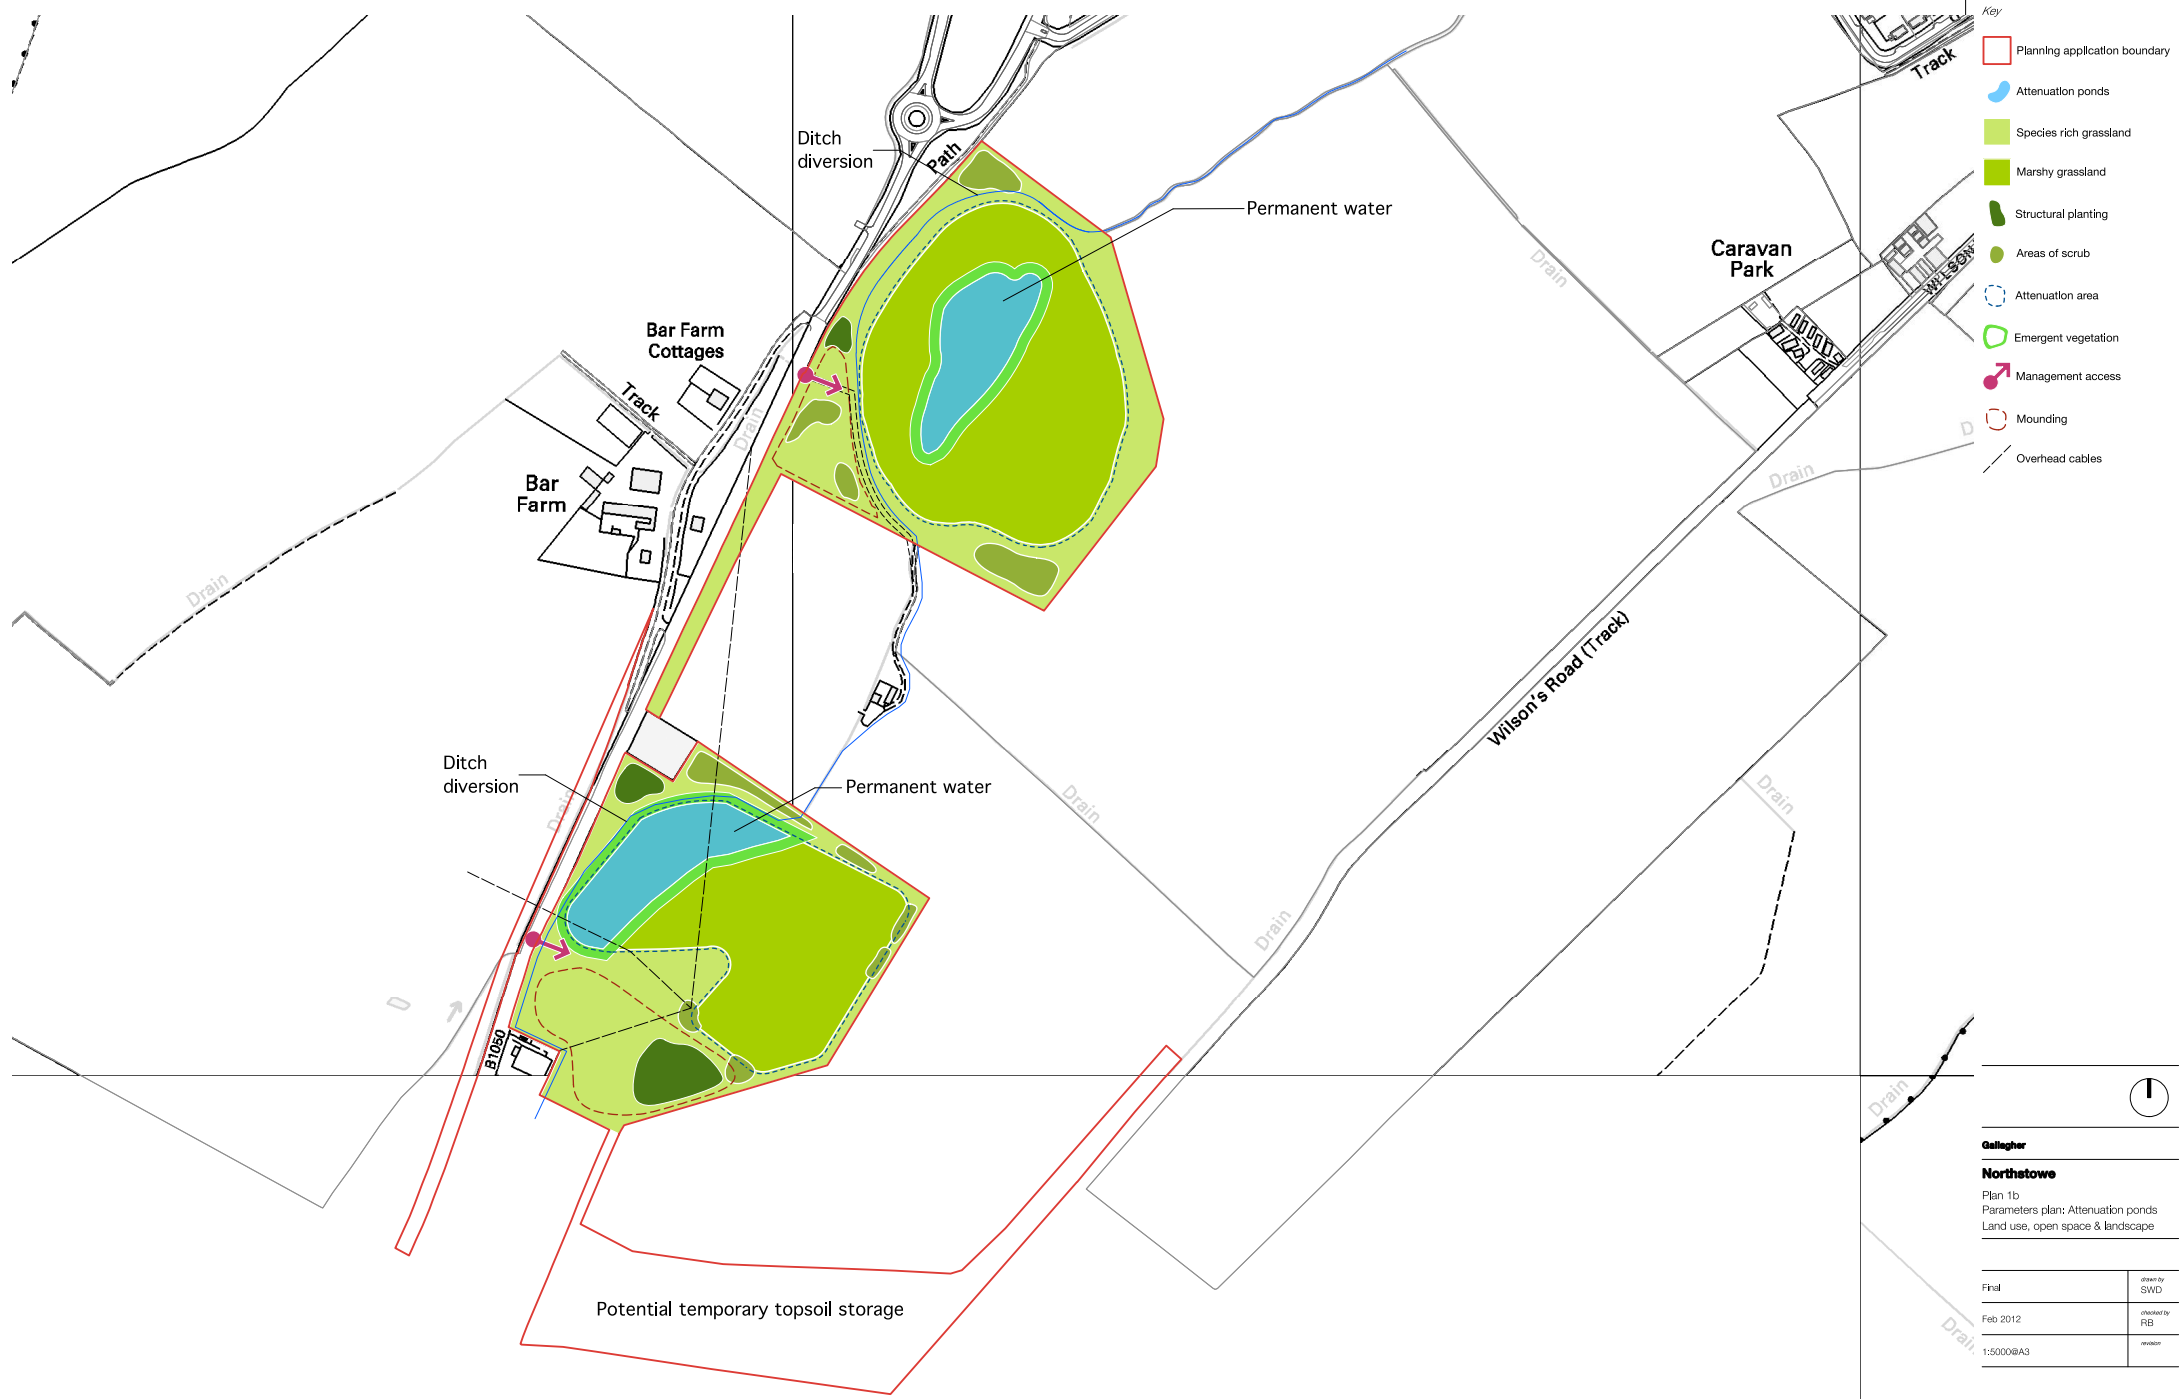 Key
Planning application boundary
Attenuation ponds
Species rich grassland
Marshy grassland
Structural planting
Areas of scrub
Attenuation area
Emergent vegetation
Management access
Mounding
Overhead cables
Track
Ditch
diversion
Path
Permanent water
Caravan
Park
Drain
Bar Farm
Cottages
Track
Drain
Bar
Farm
Drain
Drain
Drain
Wilson's Road (Track)
Ditch
diversion
Permanent water
Drain
Drain
Drain
Drain
B1050
Drain
Drain
Potential temporary topsoil storage
Gallagher
Northstowe
Plan 1b
Parameters plan: Attenuation ponds
Land use, open space & landscape
Final
drawn by
SWD
Feb 2012
checked by
RB
1:5000@A3
revision